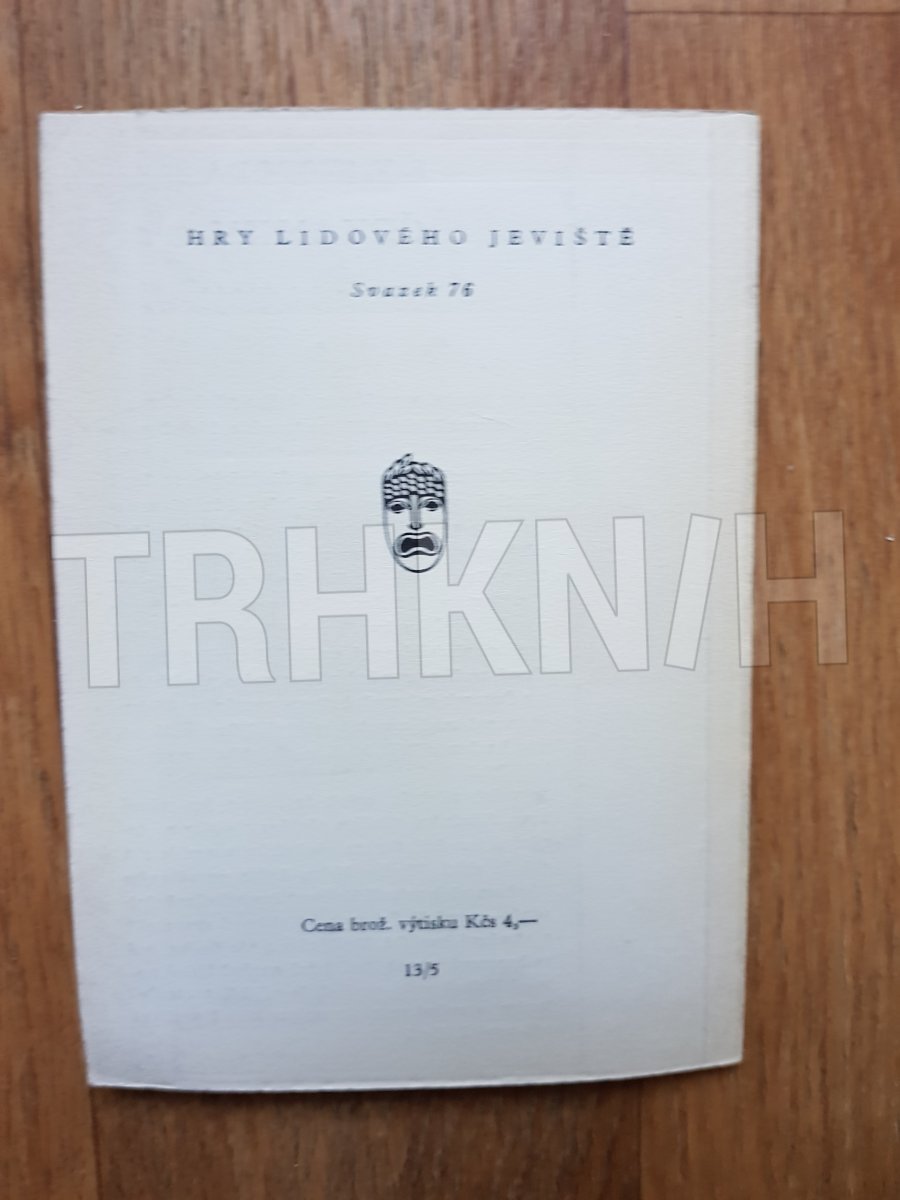 HRY LIDOVÉHO JEVIŠTĚ
Svazek 76
TRHKNIH
Cena brož. výtisku Kčs 4,—
13/5